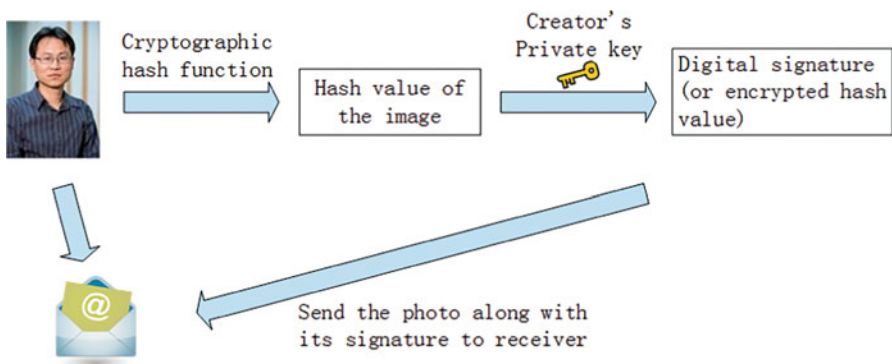 Cryptographic
hash function
Hash value of
the image
Creator's
Private key
Digital signature
(or encrypted hash
value)
@
Send the photo along with
its signature to receiver